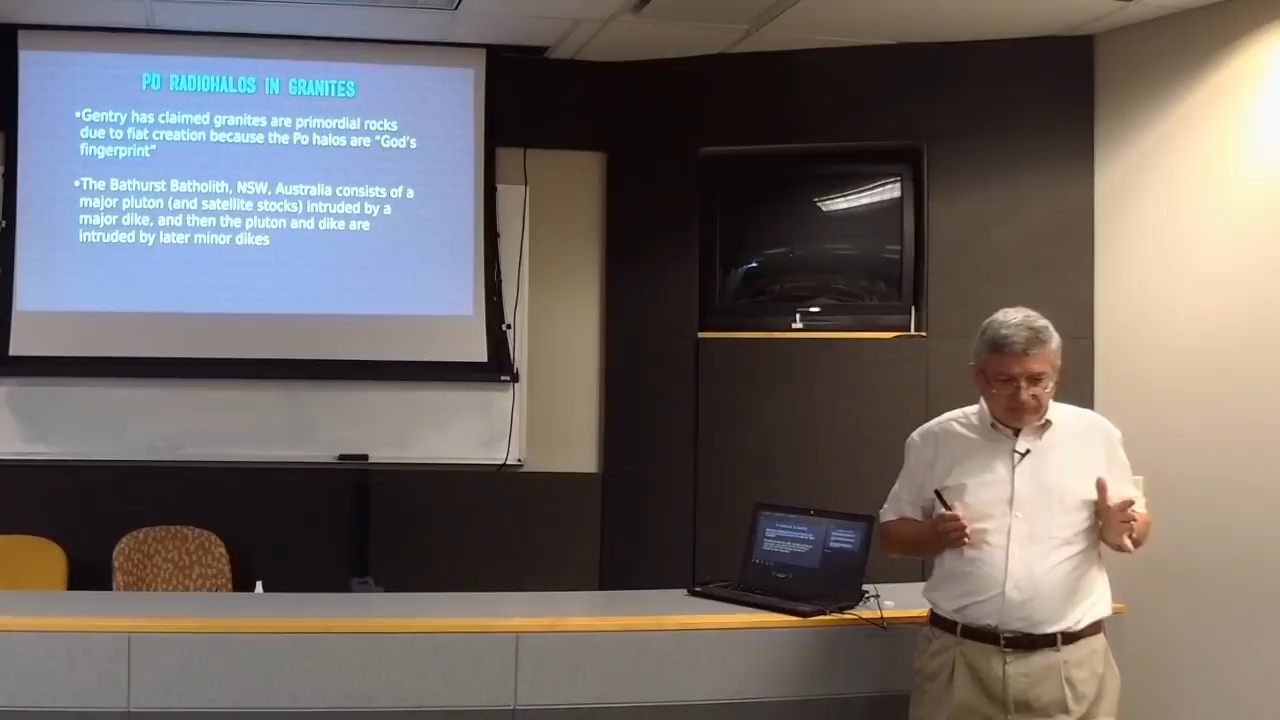 PO RADIOHALOS IN GRANITES
•Gentry has claimed granites are primordial rocks
due to fiat creation because the Po halos are “God’s
fingerprint”
•The Bathurst Batholith, NSW, Australia consists of a
major pluton (and satellite stocks) intruded by a
major dike, and then the pluton and dike are
intruded by later minor dikes